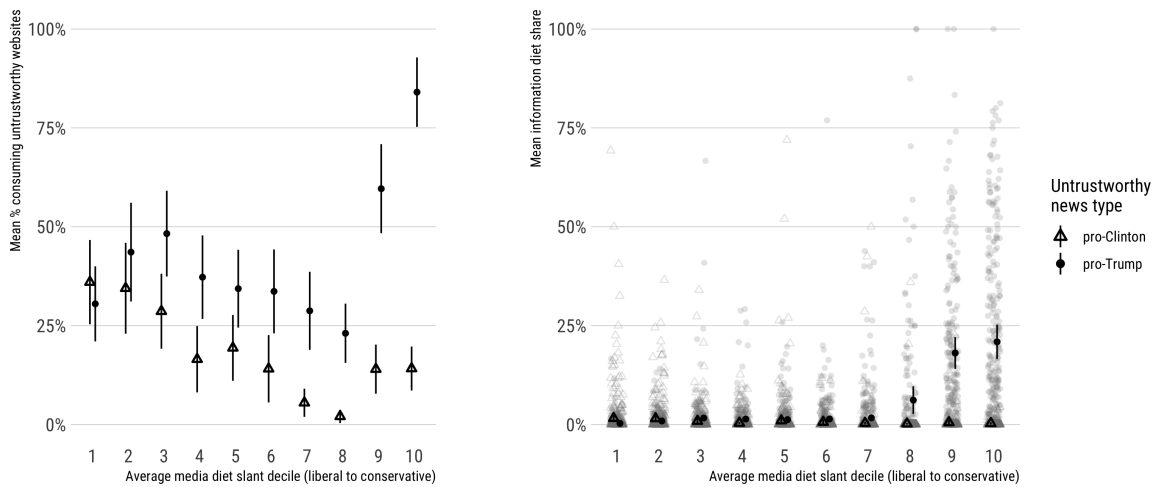 Mean % consuming untrustworthy websites
100%
75%
50%
25%
0%
1 2 3 4 5 6 7 8 9 10
Average media diet slant decile (liberal to conservative)
Mean information diet share
100%
75%
50%
25%
0%
1 2 3 4 5 6 7 8 9 10
Average media diet slant decile (liberal to conservative)
Untrustworthy
news type
pro-Clinton
pro-Trump